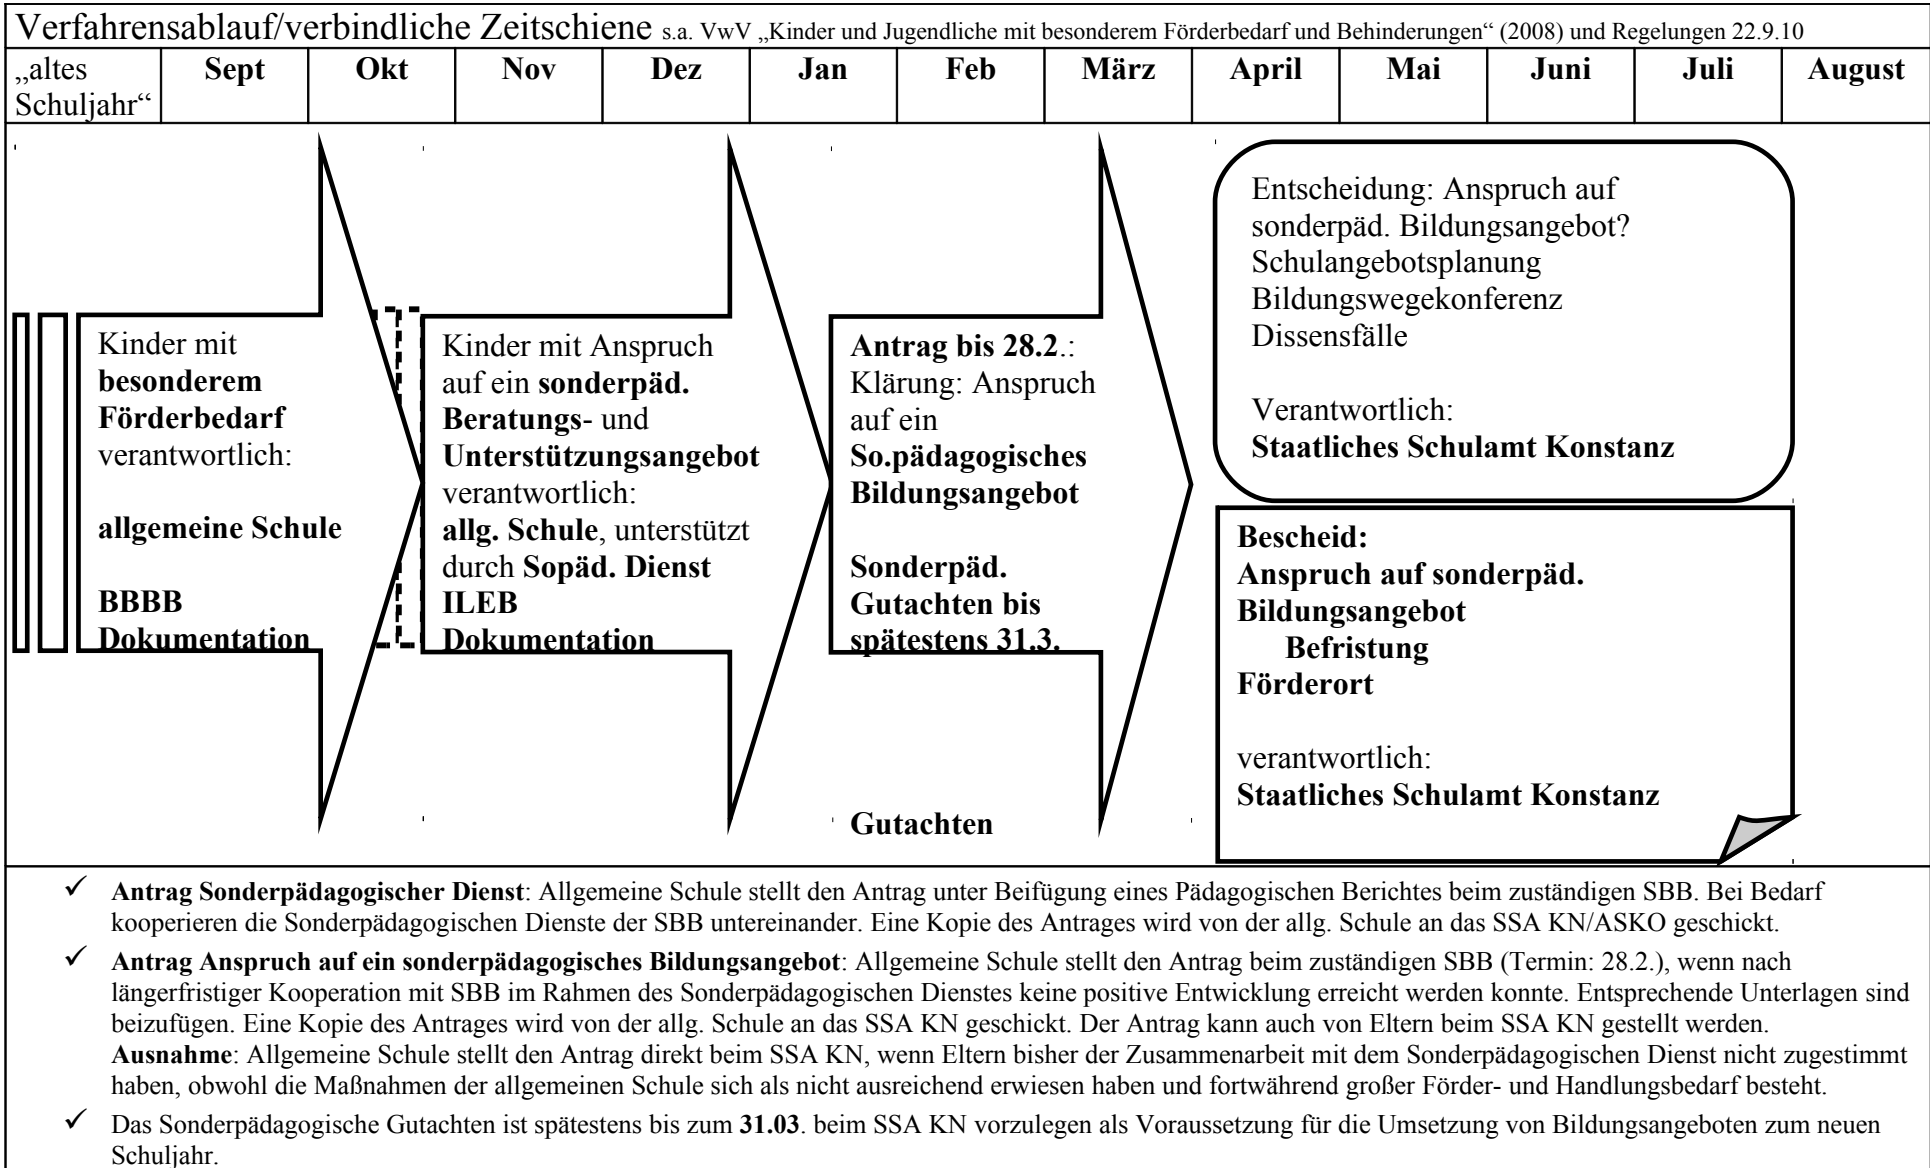 Verfahrensablauf/verbindliche Zeitschiene s.a. VwV „Kinder und Jugendliche mit besonderem Förderbedarf und Behinderungen“ (2008) und Regelungen 22.9.10
„altes Schuljahr“ Sept Okt Nov Dez Jan Feb März April Mai Juni Juli August
Kinder mit
besonderem
Förderbedarf
verantwortlich:
allgemeine Schule
BBBB
Dokumentation
Kinder mit Anspruch
auf ein sonderpäd.
Beratungs- und
Unterstützungsangebot
verantwortlich:
allg. Schule, unterstützt
durch Sopäd. Dienst
ILEB
Dokumentation
Antrag bis 28.2.:
Klärung: Anspruch
auf ein
So.pädagogisches
Bildungsangebot
Sonderpäd.
Gutachten bis
spätestens 31.3.
Gutachten
Entscheidung: Anspruch auf
sonderpäd. Bildungsangebot?
Schulangebotsplanung
Bildungswegekonferenz
Dissensfälle
Verantwortlich:
Staatliches Schulamt Konstanz
Bescheid:
Anspruch auf sonderpäd.
Bildungsangebot
Befristung
Förderort
verantwortlich:
Staatliches Schulamt Konstanz
✓ Antrag Sonderpädagogischer Dienst: Allgemeine Schule stellt den Antrag unter Beifügung eines Pädagogischen Berichtes beim zuständigen SBB. Bei Bedarf
kooperieren die Sonderpädagogischen Dienste der SBB untereinander. Eine Kopie des Antrages wird von der allg. Schule an das SSA KN/ASKO geschickt.
✓ Antrag Anspruch auf ein sonderpädagogisches Bildungsangebot: Allgemeine Schule stellt den Antrag beim zuständigen SBB (Termin: 28.2.), wenn nach
längerfristiger Kooperation mit SBB im Rahmen des Sonderpädagogischen Dienstes keine positive Entwicklung erreicht werden konnte. Entsprechende Unterlagen sind
beizufügen. Eine Kopie des Antrages wird von der allg. Schule an das SSA KN geschickt. Der Antrag kann auch von Eltern beim SSA KN gestellt werden.
Ausnahme: Allgemeine Schule stellt den Antrag direkt beim SSA KN, wenn Eltern bisher der Zusammenarbeit mit dem Sonderpädagogischen Dienst nicht zugestimmt
haben, obwohl die Maßnahmen der allgemeinen Schule sich als nicht ausreichend erwiesen haben und fortwährend großer Förder- und Handlungsbedarf besteht.
✓ Das Sonderpädagogische Gutachten ist spätestens bis zum 31.03. beim SSA KN vorzulegen als Voraussetzung für die Umsetzung von Bildungsangeboten zum neuen
Schuljahr.